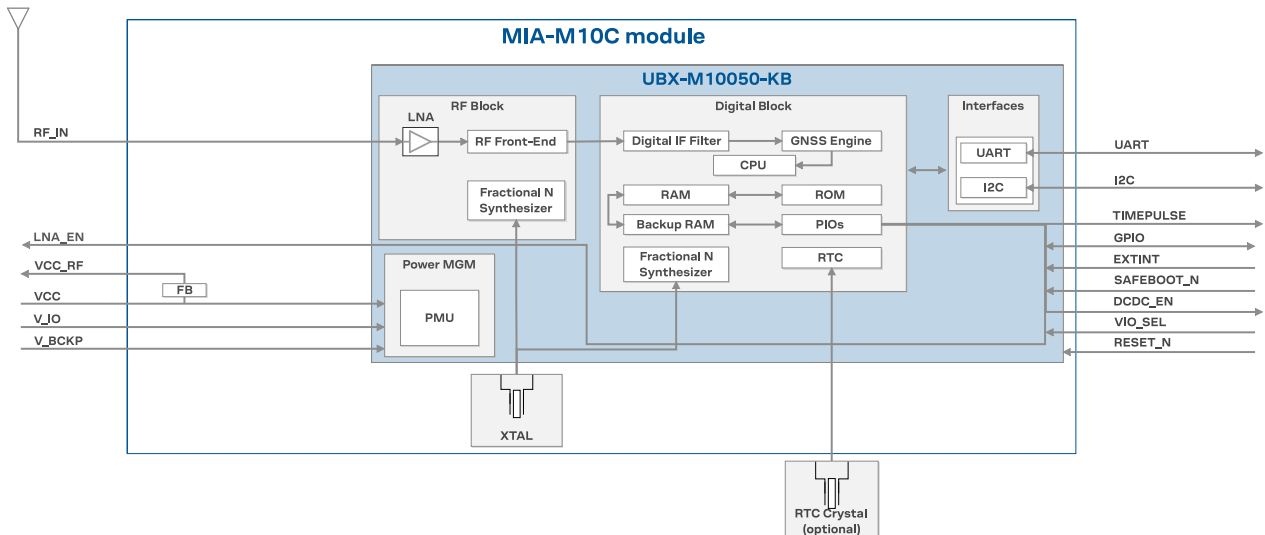 MIA-M10C module
UBX-M10050-KB
RF Block
Digital Block
Interfaces
LNA
RF_IN
RF Front-End
Digital IF Filter
GNSS Engine
CPU
UART
UART
I2C
I2C
Fractional N
Synthesizer
RAM
ROM
Backup RAM
PIOs
TIMEPULSE
LNA_EN
GPIO
VCC_RF
Power MGM
Fractional N
Synthesizer
RTC
EXTINT
FB
SAFEBOOT_N
VCC
PMU
DCDC_EN
V_IO
VIO_SEL
V_BCKP
RESET_N
XTAL
RTC Crystal
(optional)